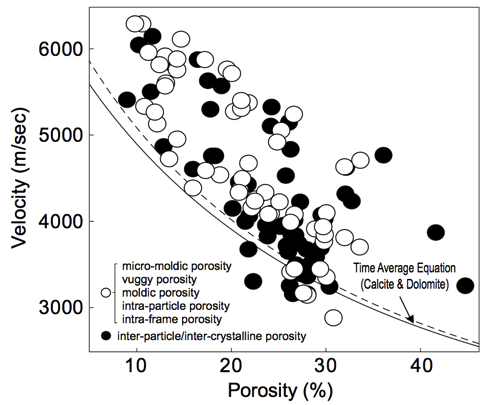 6000
5000
4000
3000
Velocity (m/sec)
micro-moldic porosity
vuggy porosity
moldic porosity
intra-particle porosity
intra-frame porosity
inter-particle/inter-crystalline porosity
Time Average Equation
(Calcite & Dolomite)
10 20 30 40
Porosity (%)